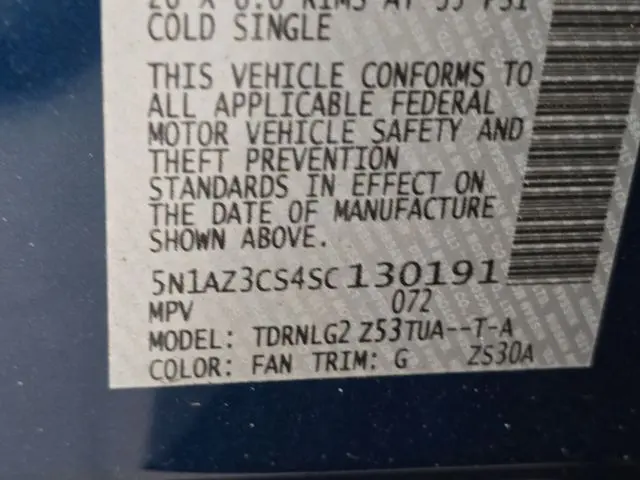 COLD SINGLE
THIS VEHICLE CONFORMS TO
ALL APPLICABLE FEDERAL
MOTOR VEHICLE SAFETY AND
THEFT PREVENTION
STANDARDS IN EFFECT ON
THE DATE OF MANUFACTURE
SHOWN ABOVE.
5N1AZ3CS4SC130191
MPV 072
MODEL: TDRNLG2 Z53TUA--T-A
COLOR: FAN TRIM: G ZS30A